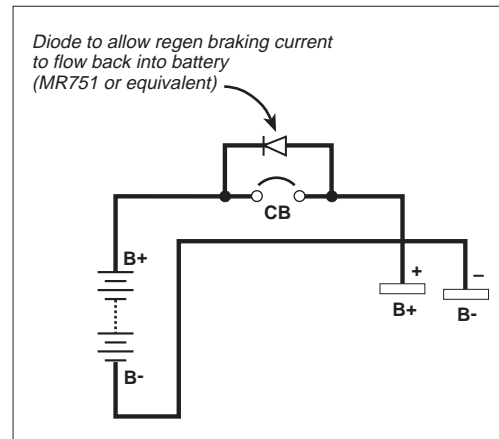 Diode to allow regen braking current
to flow back into battery
(MR751 or equivalent)
CB
B+
+
–
B+
B-
B-